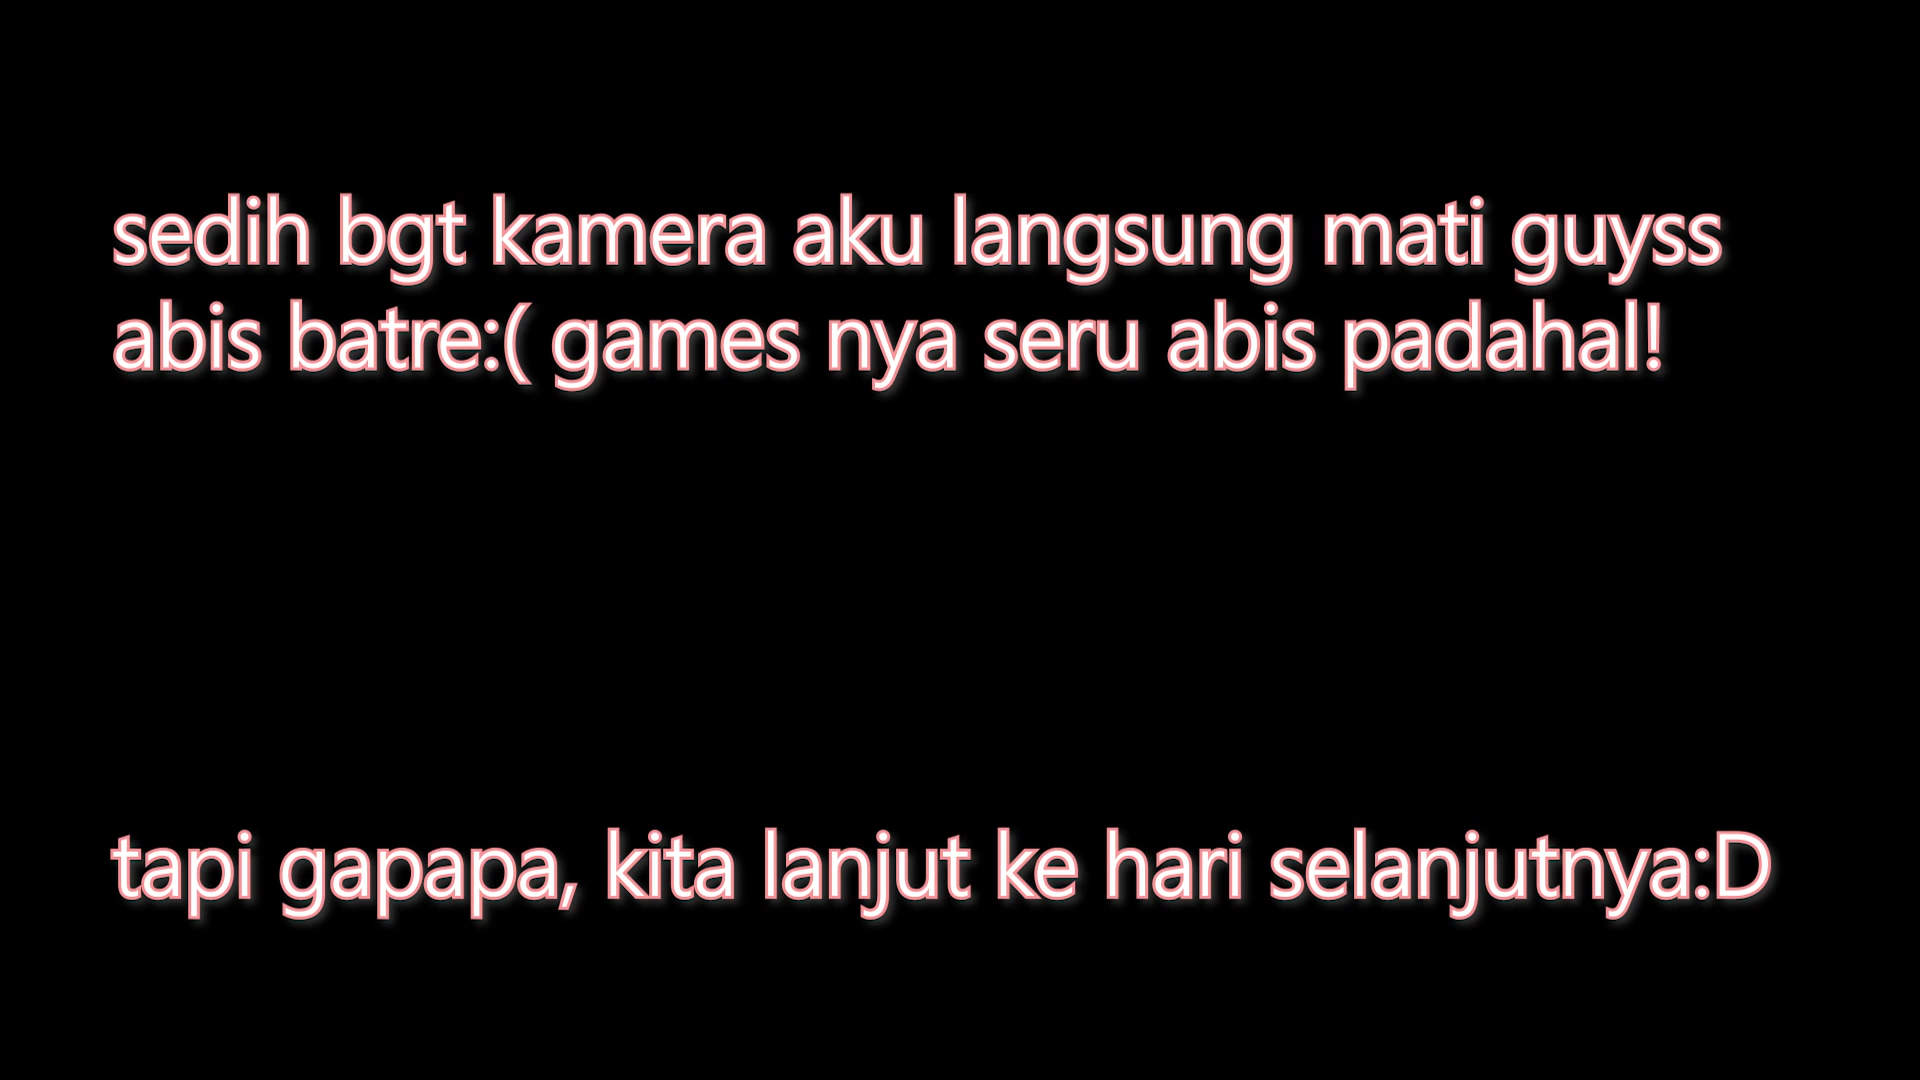 sedih bgt kamera aku langsung mati guyss
abis batre:( games nya seru abis padahal!
tapi gapapa, kita lanjut ke hari selanjutnya:D